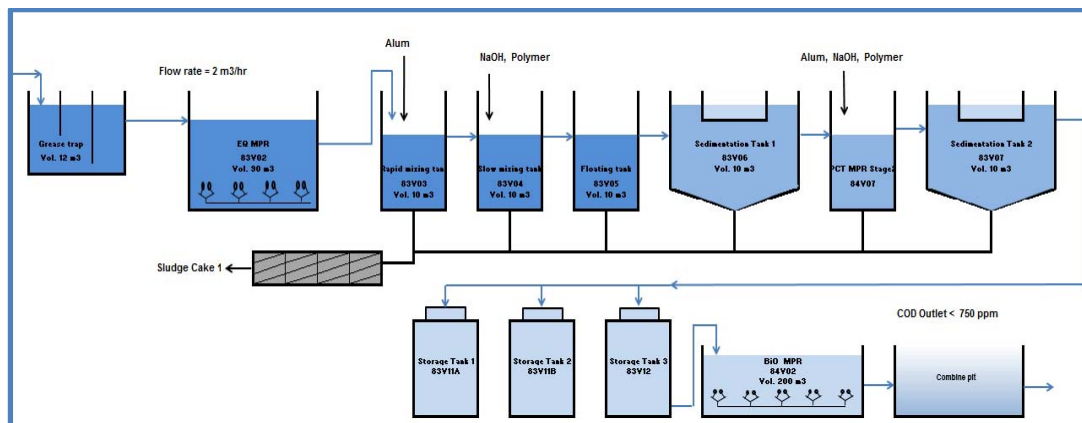 Alum
Flow rate = 2 m3/hr
NaOH, Polymer
Alum, NaOH, Polymer
Grease trap
Vol. 12 m3
EQ MPR
83V02
Vol. 90 m3
Rapid mizing tan
83V03
Vol. 10 m3
Slow mizing tank
83V04
Vol. 10 m3
Floating tank
83V05
Vol. 10 m3
Sedimentation Tank 1
83V06
Vol. 10 m3
PCT MPR Stage2
84V07
Sedimentation Tank 2
83V07
Vol. 10 m3
Sludge Cake 1
COD Outlet < 750 ppm
Storage Tank 1
83V11A
Storage Tank 2
83V11B
Storage Tank 3
83V12
BiO MPR
84V02
Vol. 200 m3
Combine pit